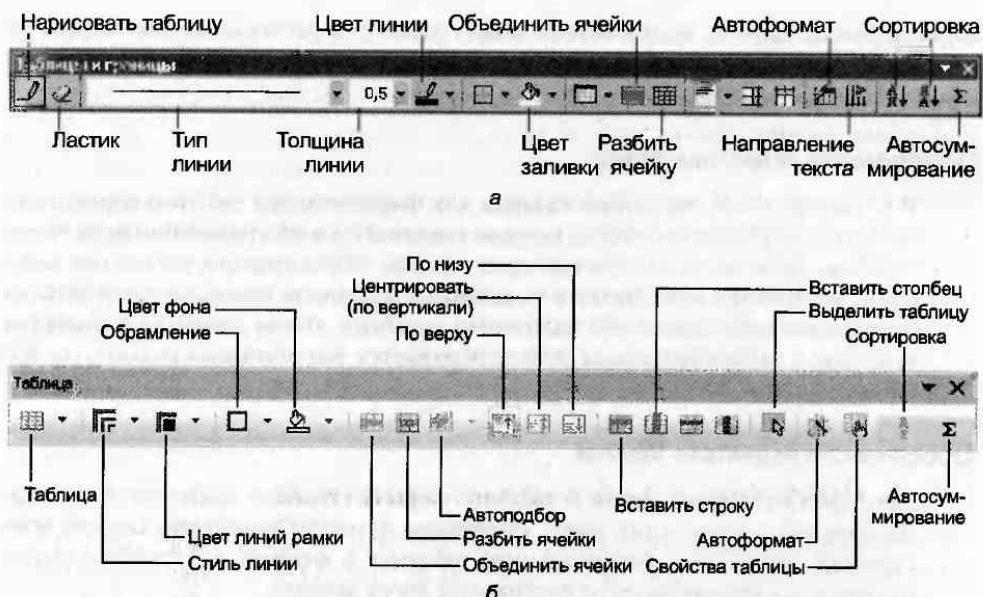 Нарисовать таблицу Цвет линии Объединить ячейки Автоформат Сортировка
Таблицы и границы
0,5
Ластик Тип линии Толщина линии Цвет заливки Разбить ячейку Направление текста Автосум-мирование
а
По низу
Центрировать (по вертикали)
По верху
Цвет фона
Обрамление
Вставить столбец
Выделить таблицу
Сортировка
Таблица
Таблица
Цвет линий рамки
Стиль линии
Автоподбор
Разбить ячейки
Объединить ячейки
Вставить строку
Автоформат
Свойства таблицы
Автосум-
мирование
б